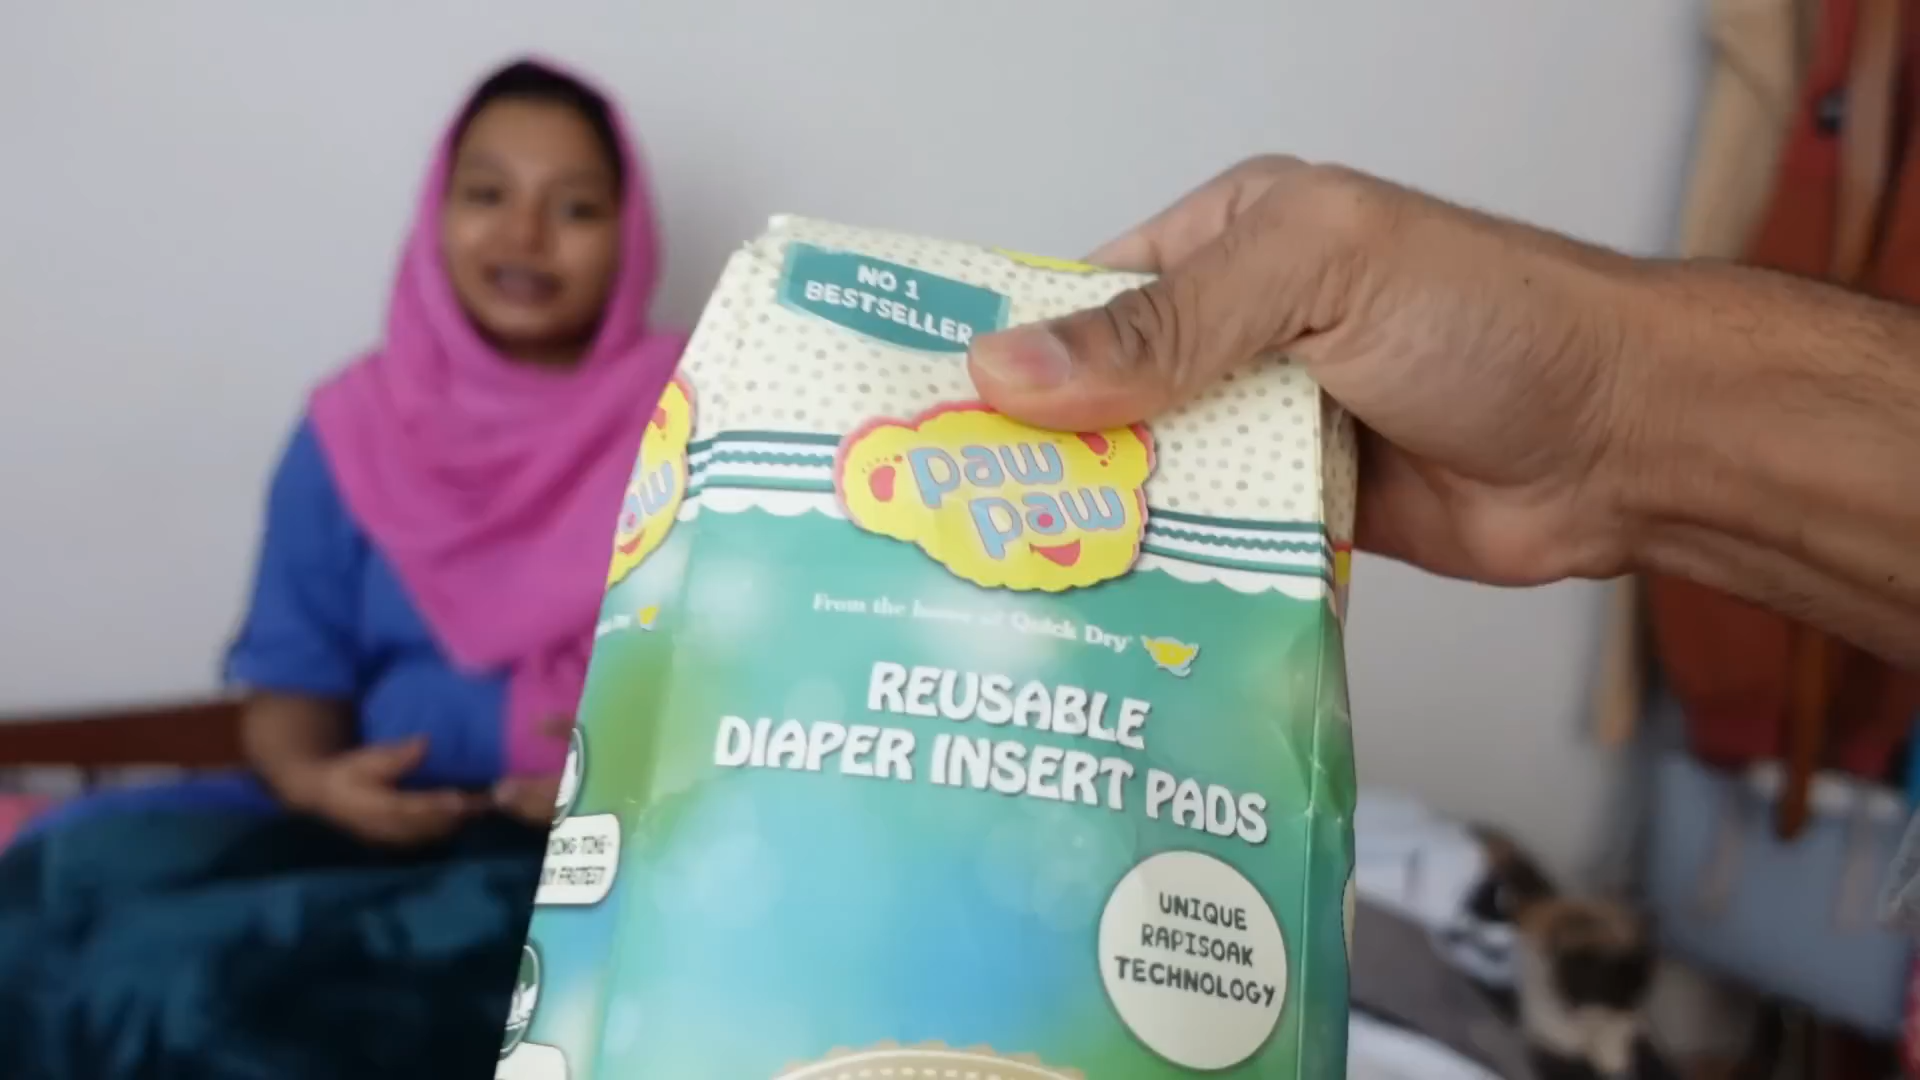 NO 1
BESTSELLER
paw
paw
From the house of Quick Dry
REUSABLE
DIAPER INSERT PADS
UNIQUE
RAPISOAK
TECHNOLOGY